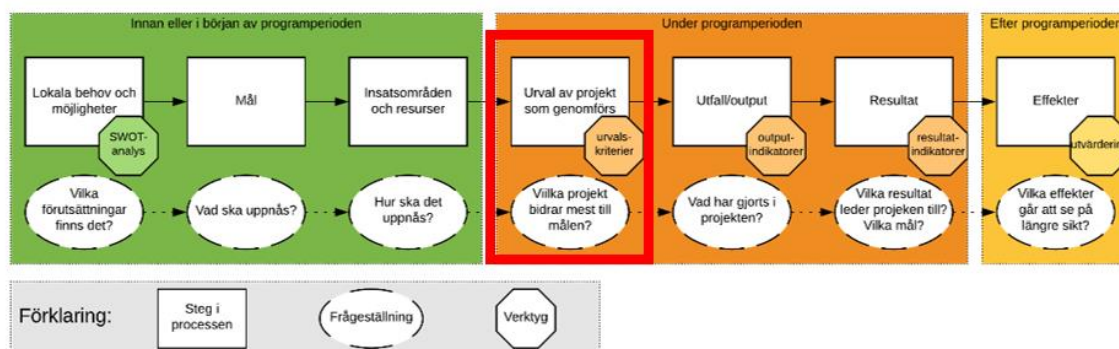 Innan eller i början av programperioden
Under programperioden
Efter programperioden
Lokala behov och
möjligheter
SWOT-
analys
Mål
Insatsområden
och resurser
Urval av projekt
som genomförs
urvals-
kriterier
Utfall/output
output-
indikatorer
Resultat
resultat-
indikatorer
Effekter
utvärdering
Vilka
förutsättningar
finns det?
Vad ska uppnås?
Hur ska det
uppnås?
Viilka projekt
bidrar mest till
målen?
Vad har gjorts i
projekten?
Vilka resultat
leder projeken till?
Vilka mål?
Vilka effekter
går att se på
längre sikt?
Förklaring:
Steg i
processen
Frågeställning
Verktyg